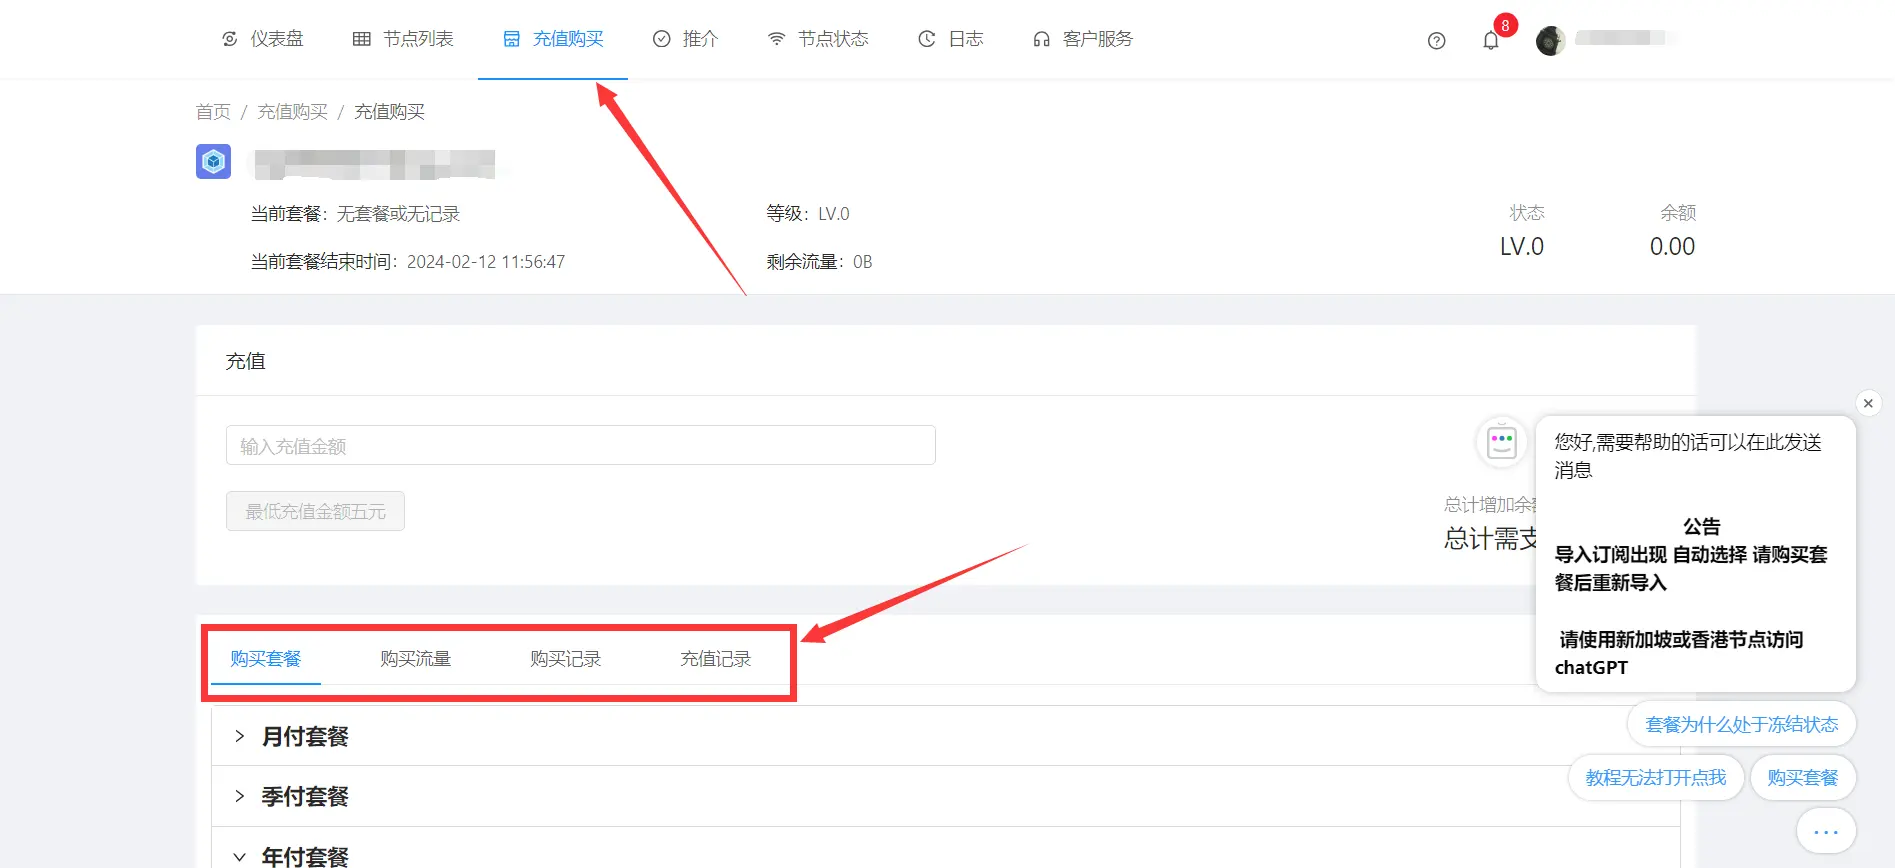 仪表盘 节点列表 充值购买 推介 节点状态 日志 客户服务 8
首页 / 充值购买 / 充值购买
当前套餐：无套餐或无记录 等级：LV.0 状态 余额
LV.0 0.00
当前套餐结束时间：2024-02-12 11:56:47 剩余流量：0B
充值
输入充值金额
最低充值金额五元
总计增加余
总计需支
您好,需要帮助的话可以在此发送
消息
公告
导入订阅出现 自动选择 请购买套
餐后重新导入
请使用新加坡或香港节点访问
chatGPT
购买套餐 购买流量 购买记录 充值记录
月付套餐
季付套餐
年付套餐
套餐为什么处于冻结状态
教程无法打开点我 购买套餐
...